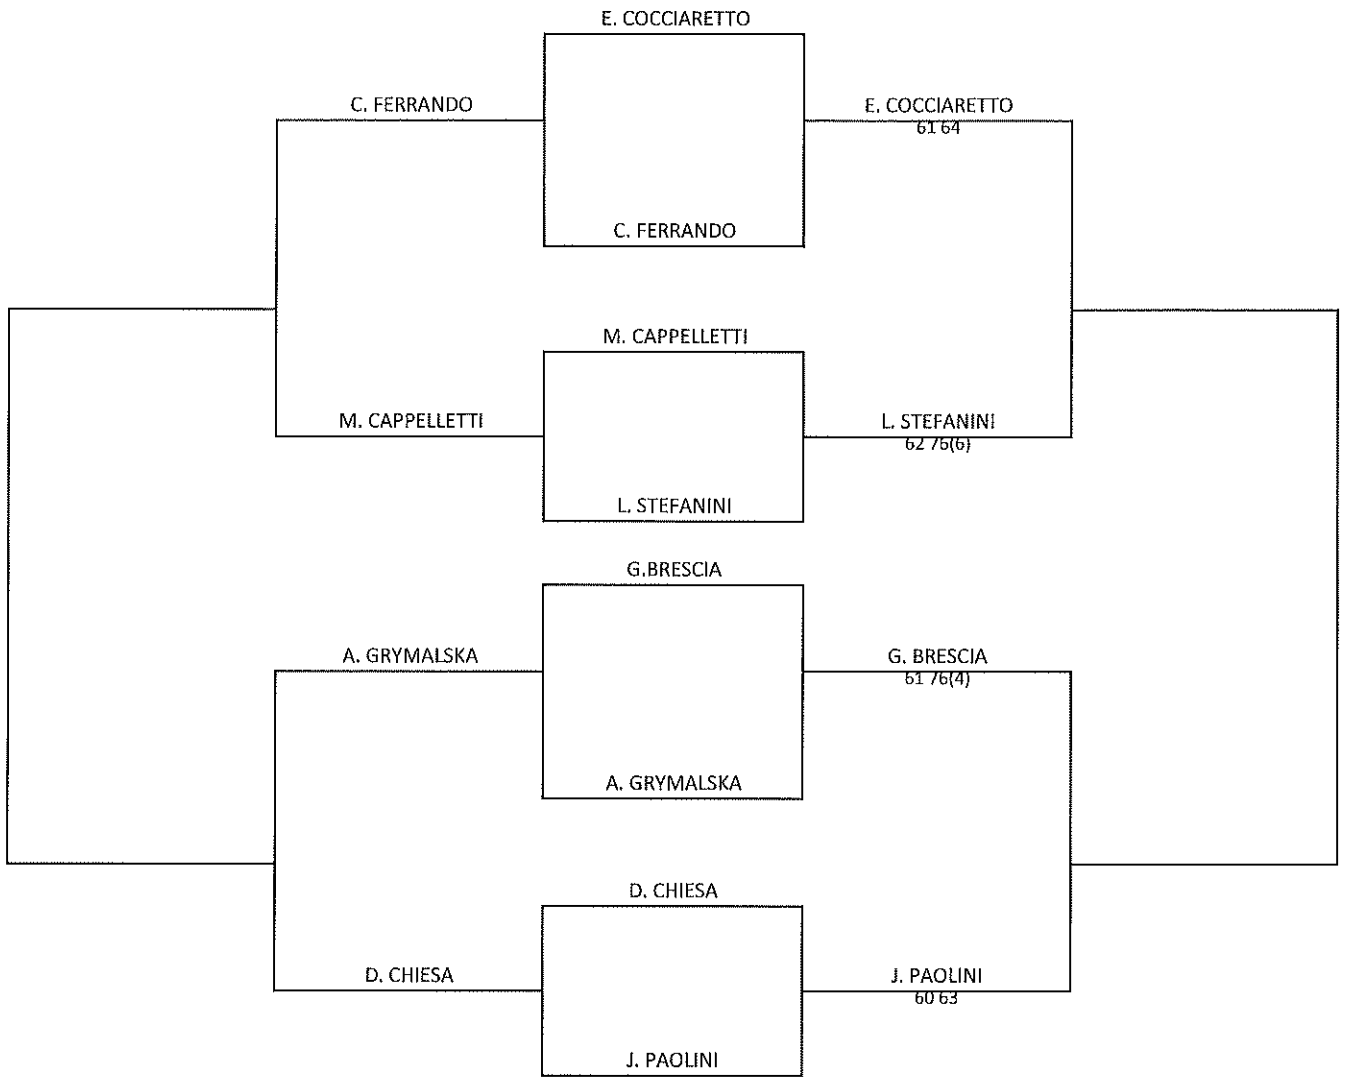 E. COCCIARETTO
C. FERRANDO
E. COCCIARETTO
61 64
C. FERRANDO
M. CAPPELLETTI
M. CAPPELLETTI
L. STEFANINI
62 76(6)
L. STEFANINI
G.BRESCIA
A. GRYMALSKA
G. BRESCIA
61 76(4)
A. GRYMALSKA
D. CHIESA
D. CHIESA
J. PAOLINI
60 63
J. PAOLINI